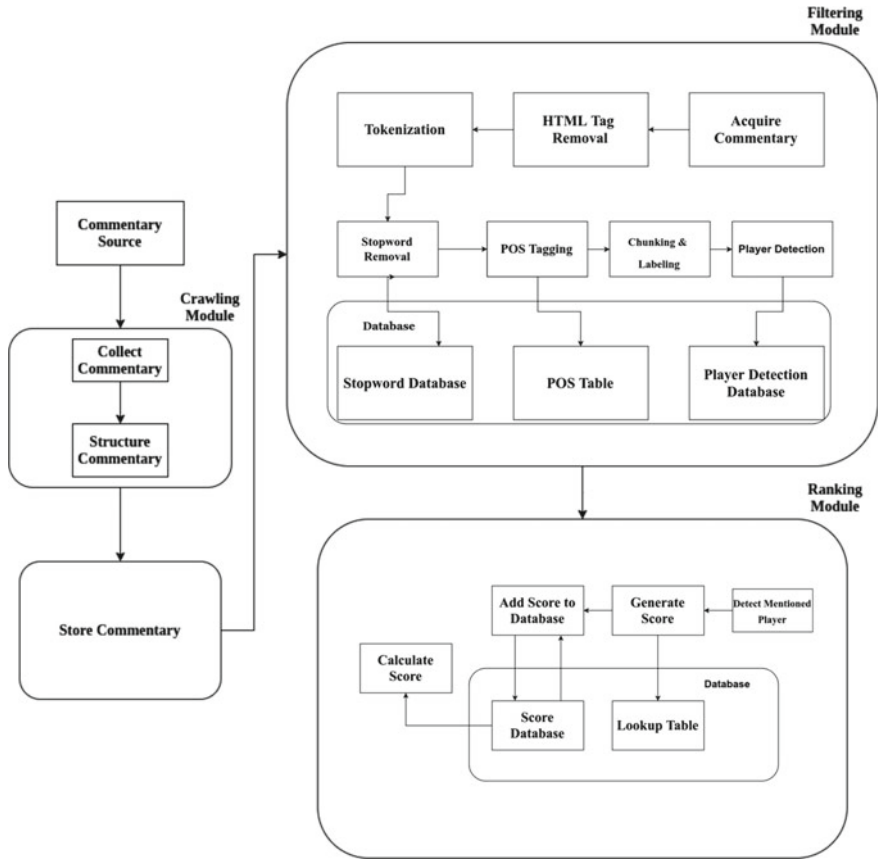 Filtering
Module
Tokenization
HTML Tag
Removal
Acquire
Commentary
Commentary
Source
Stopword
Removal
POS Tagging
Chunking &
Labeling
Player Detection
Crawling
Module
Database
Collect
Commentary
Stopword Database
POS Table
Player Detection
Database
Structure
Commentary
Ranking
Module
Store Commentary
Add Score to
Database
Generate
Score
Detect Mentioned
Player
Calculate
Score
Database
Score
Database
Lookup Table